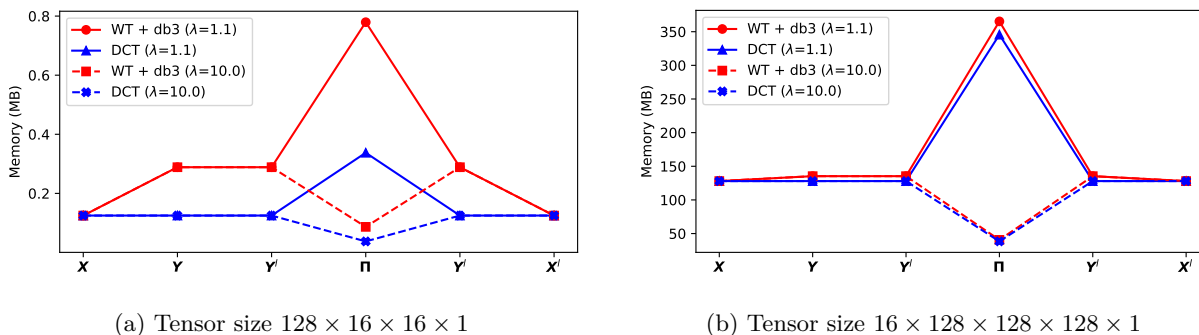 0.8
0.6
0.4
0.2
Memory (MB)
WT + db3 (λ=1.1)
DCT (λ=1.1)
WT + db3 (λ=10.0)
DCT (λ=10.0)
X Y Y^l Π Y^l X^l
(a) Tensor size 128 × 16 × 16 × 1
350
300
250
200
150
100
50
Memory (MB)
WT + db3 (λ=1.1)
DCT (λ=1.1)
WT + db3 (λ=10.0)
DCT (λ=10.0)
X Y Y^l Π Y^l X^l
(b) Tensor size 16 × 128 × 128 × 128 × 1